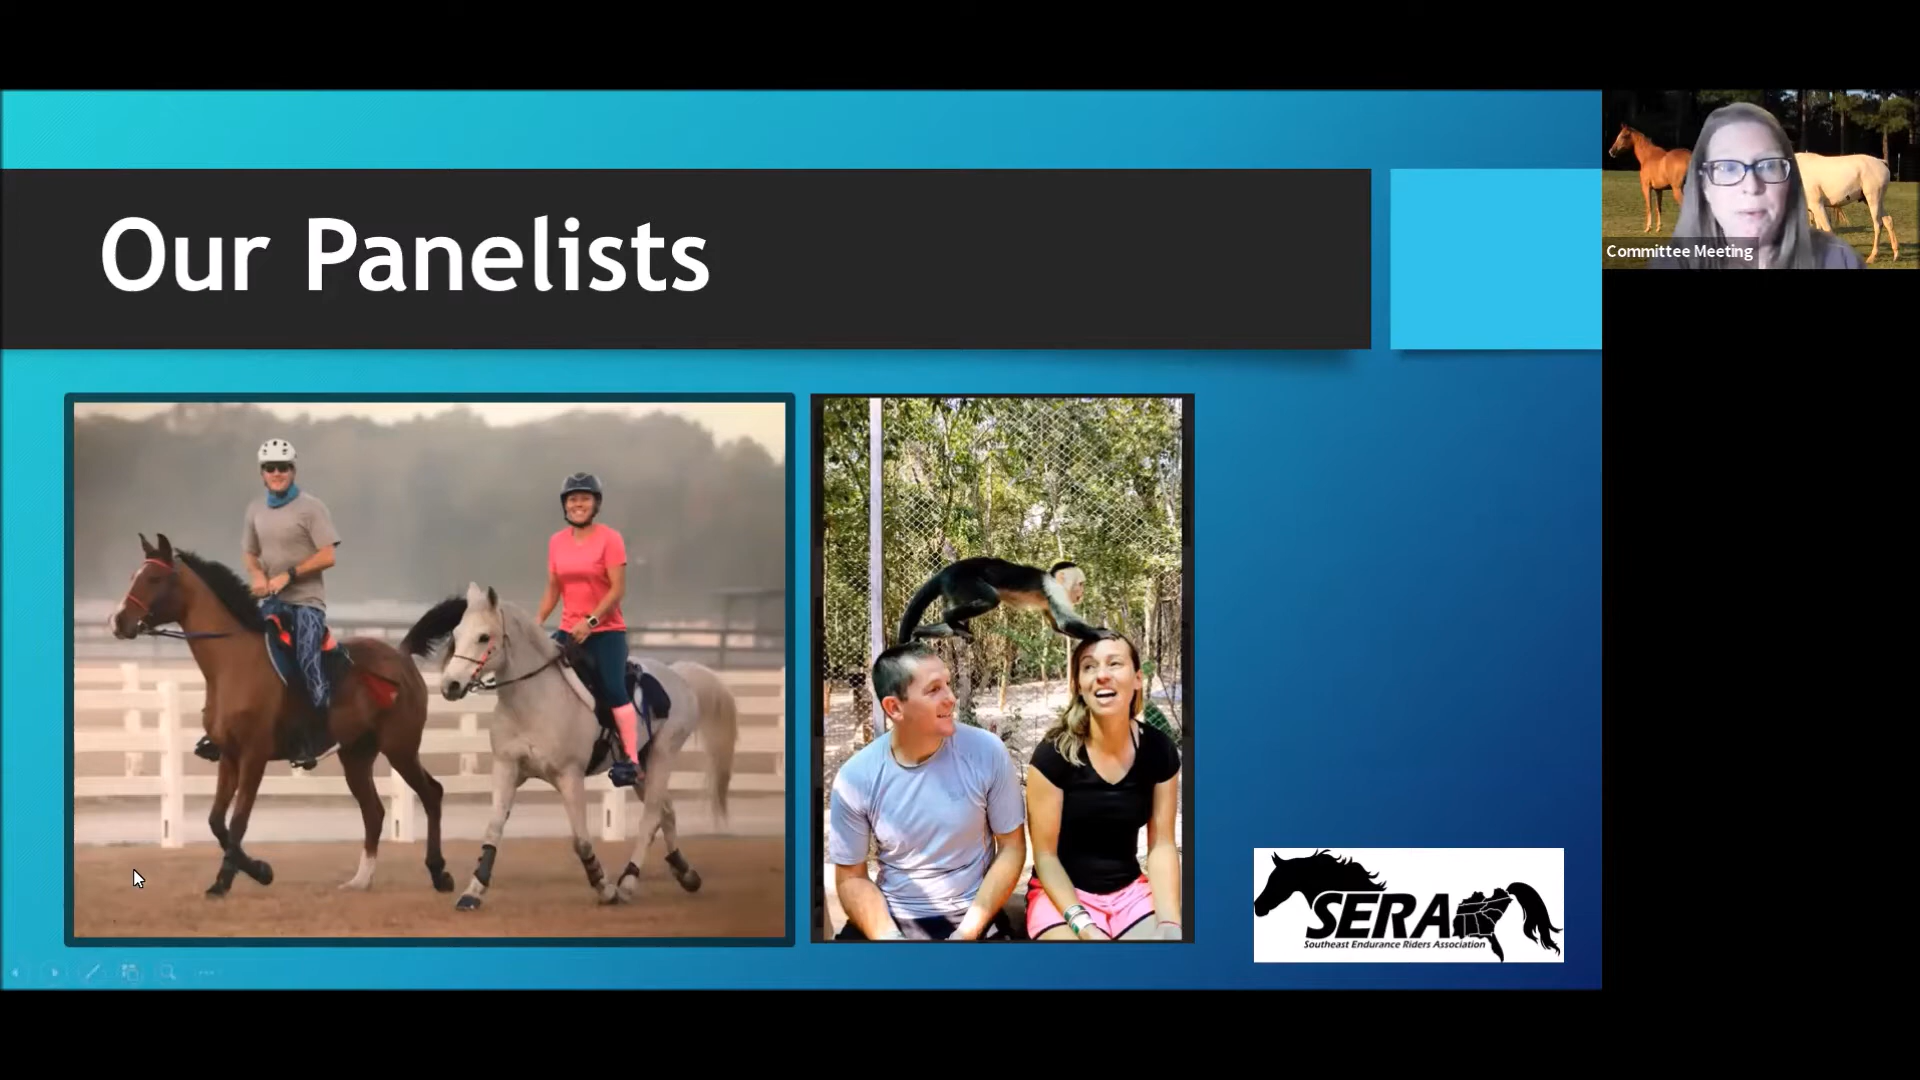 Our Panelists
Committee Meeting
SERA
Southeast Endurance Riders Association